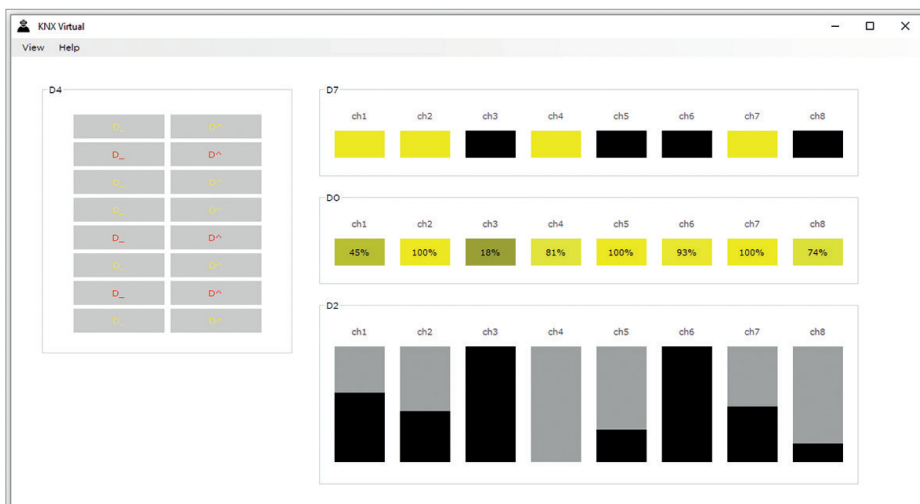 KNX Virtual
View Help
D4
D_ D^
D_ D^
D_ D^
D_ D^
D_ D^
D_ D^
D_ D^
D_ D^
D7
ch1 ch2 ch3 ch4 ch5 ch6 ch7 ch8
D0
ch1 ch2 ch3 ch4 ch5 ch6 ch7 ch8
45% 100% 18% 81% 100% 93% 100% 74%
D2
ch1 ch2 ch3 ch4 ch5 ch6 ch7 ch8